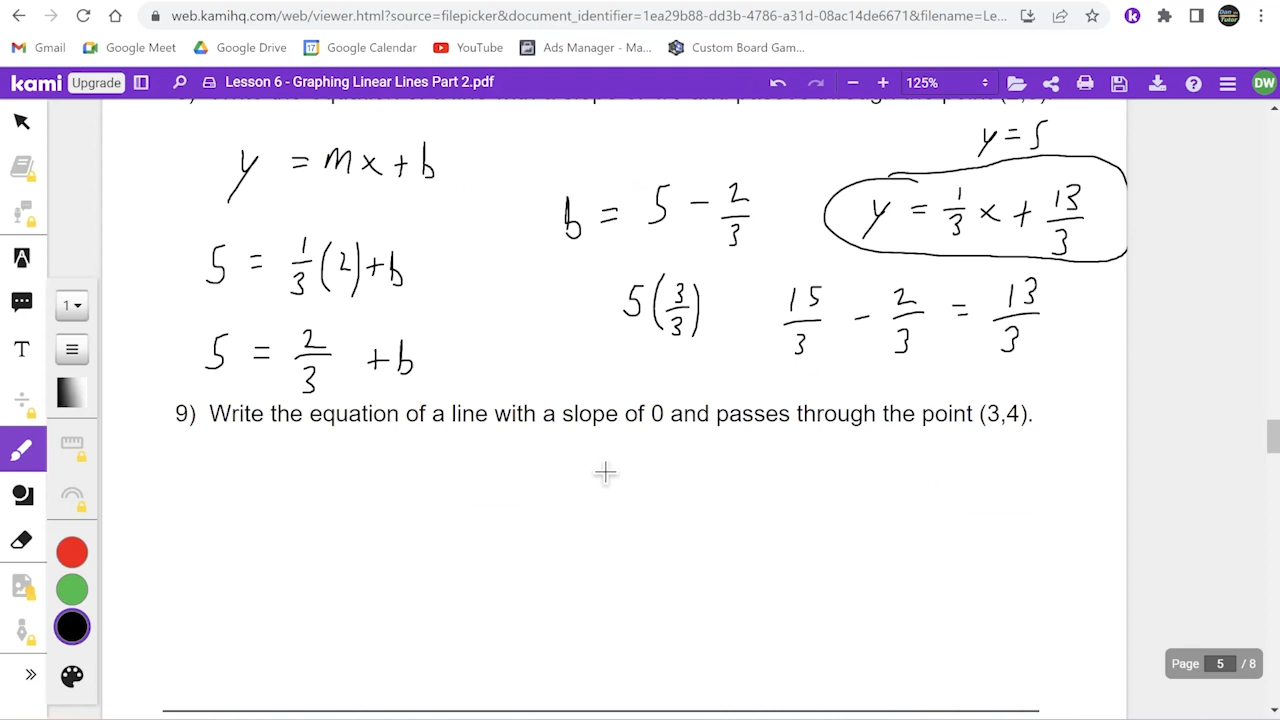 web.kamihq.com/web/viewer.html?source=filepicker&document_identifier=1ea29b88-dd3b-4786-a31d-08ac14de6671&filename=Le...
Gmail Google Meet Google Drive Google Calendar YouTube Ads Manager - Ma... Custom Board Gam...
kami Upgrade Lesson 6 - Graphing Linear Lines Part 2.pdf 125% DW
y = 5
y = mx + b
b = 5 - 2/3
y = 1/3 x + 13/3
5 = 1/3 (2) + b
5 (3/3)
15/3 - 2/3 = 13/3
5 = 2/3 + b
9) Write the equation of a line with a slope of 0 and passes through the point (3,4).
1
Page 5 / 8